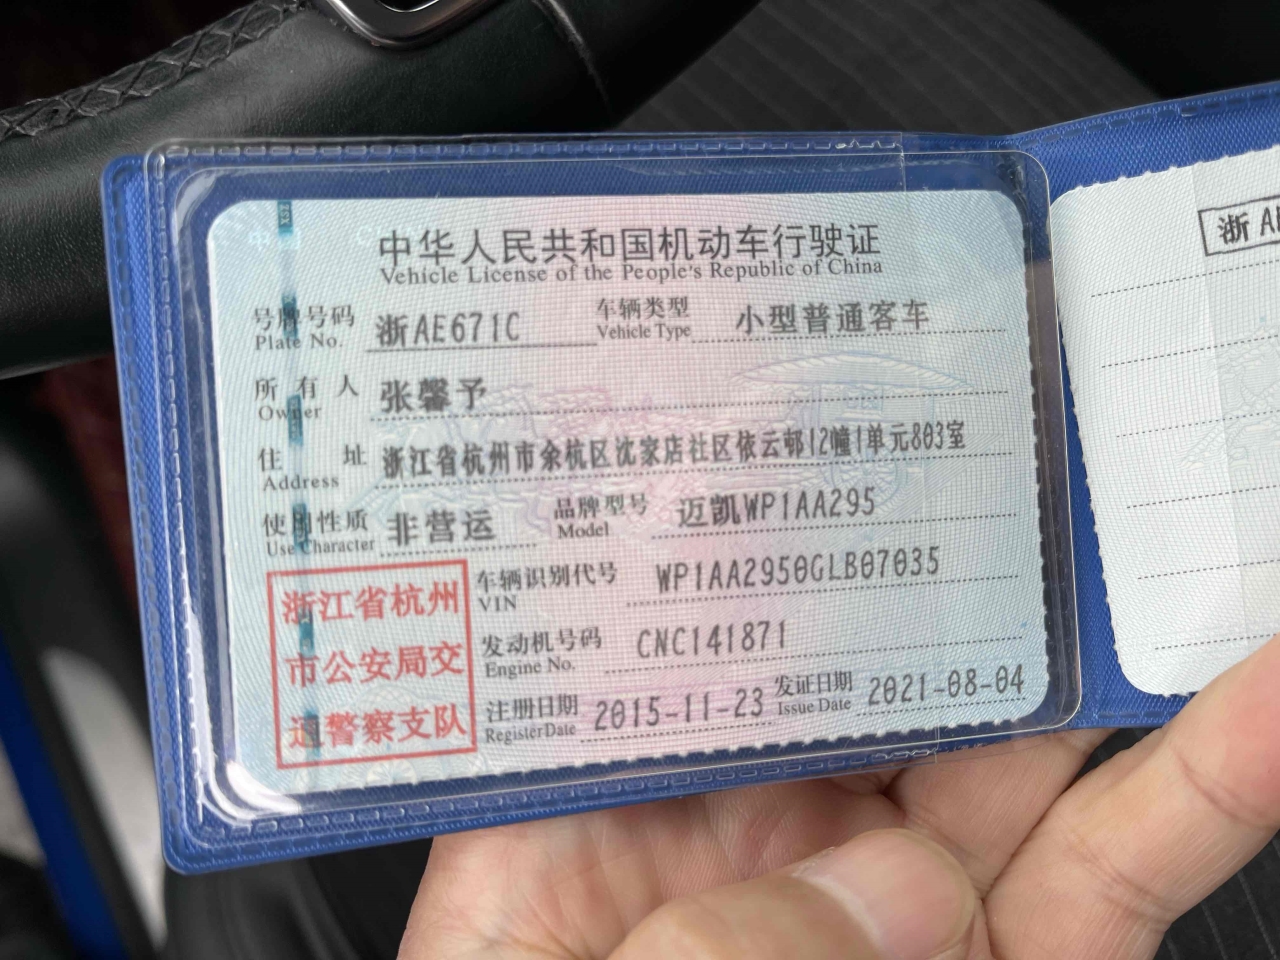 中华人民共和国机动车行驶证
Vehicle License of the People's Republic of China
号牌号码 浙AE671C 车辆类型 小型普通客车
Plate No. Vehicle Type
所有人 张馨予
Owner
住址 浙江省杭州市余杭区沈家店社区依云邨12幢1单元803室
Address
使用性质 非营运 品牌型号 迈凯WP1AA295
Use Character Model
车辆识别代号 WP1AA2950GLB07035
VIN
发动机号码 CNC141871
Engine No.
注册日期 2015-11-23 发证日期 2021-08-04
Register Date Issue Date
浙江省杭州
市公安局交
通警察支队
浙